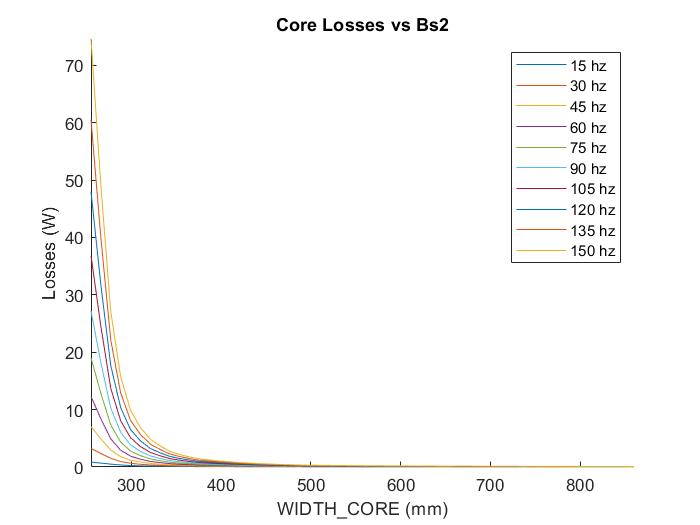 Core Losses vs Bs2
70
60
50
40
30
20
10
0
Losses (W)
300 400 500 600 700 800
WIDTH_CORE (mm)
15 hz
30 hz
45 hz
60 hz
75 hz
90 hz
105 hz
120 hz
135 hz
150 hz